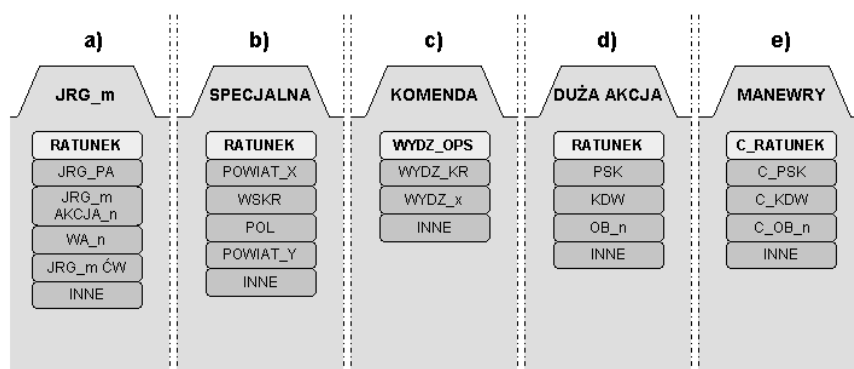 a)
JRG_m
RATUNEK
JRG_PA
JRG_m
AKCJA_n
WA_n
JRG_m ĆW
INNE
b)
SPECJALNA
RATUNEK
POWIAT_X
WSKR
POL
POWIAT_Y
INNE
c)
KOMENDA
WYDZ_OPS
WYDZ_KR
WYDZ_x
INNE
d)
DUŻA AKCJA
RATUNEK
PSK
KDW
OB_n
INNE
e)
MANEWRY
C_RATUNEK
C_PSK
C_KDW
C_OB_n
INNE